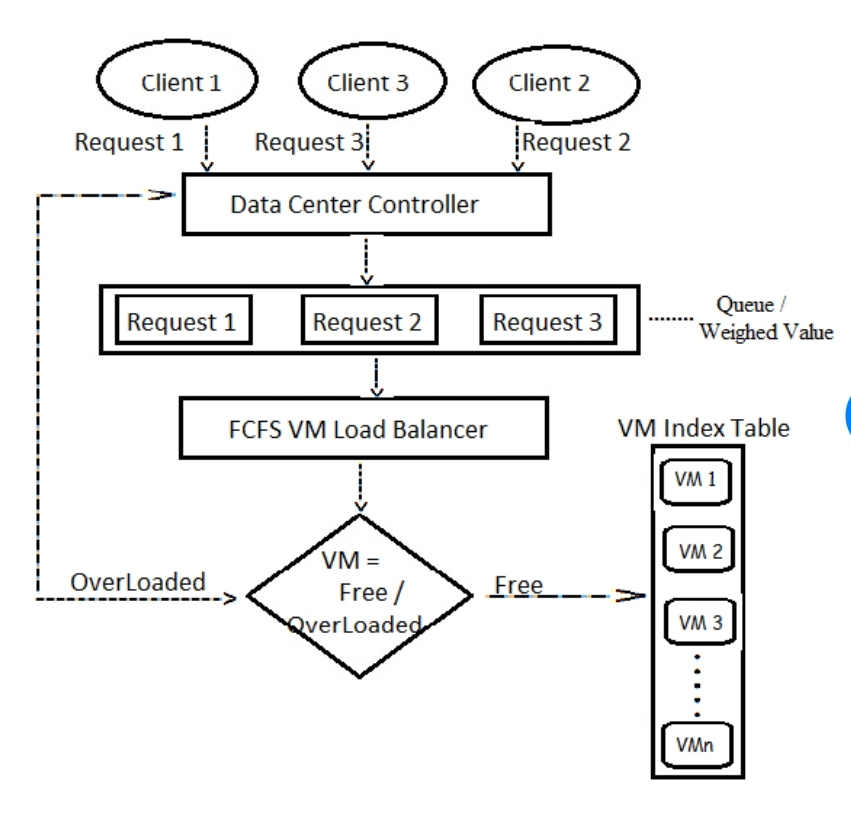 Client 1
Client 3
Client 2
Request 1
Request 3
Request 2
Data Center Controller
Request 1
Request 2
Request 3
Queue /
Weighed Value
FCFS VM Load Balancer
VM Index Table
VM 1
VM 2
VM 3
VMn
VM =
Free /
OverLoaded
OverLoaded
Free